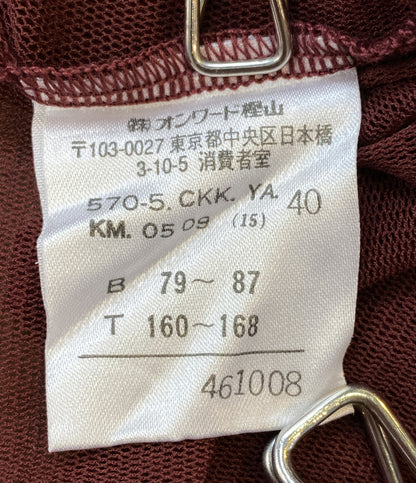 ㈱オンワード樫山
〒103-0027 東京都中央区日本橋
3-10-5 消費者室
570-5. CKK. YA. 40
KM. 05 09 (15)
B 79～87
T 160～168
461008